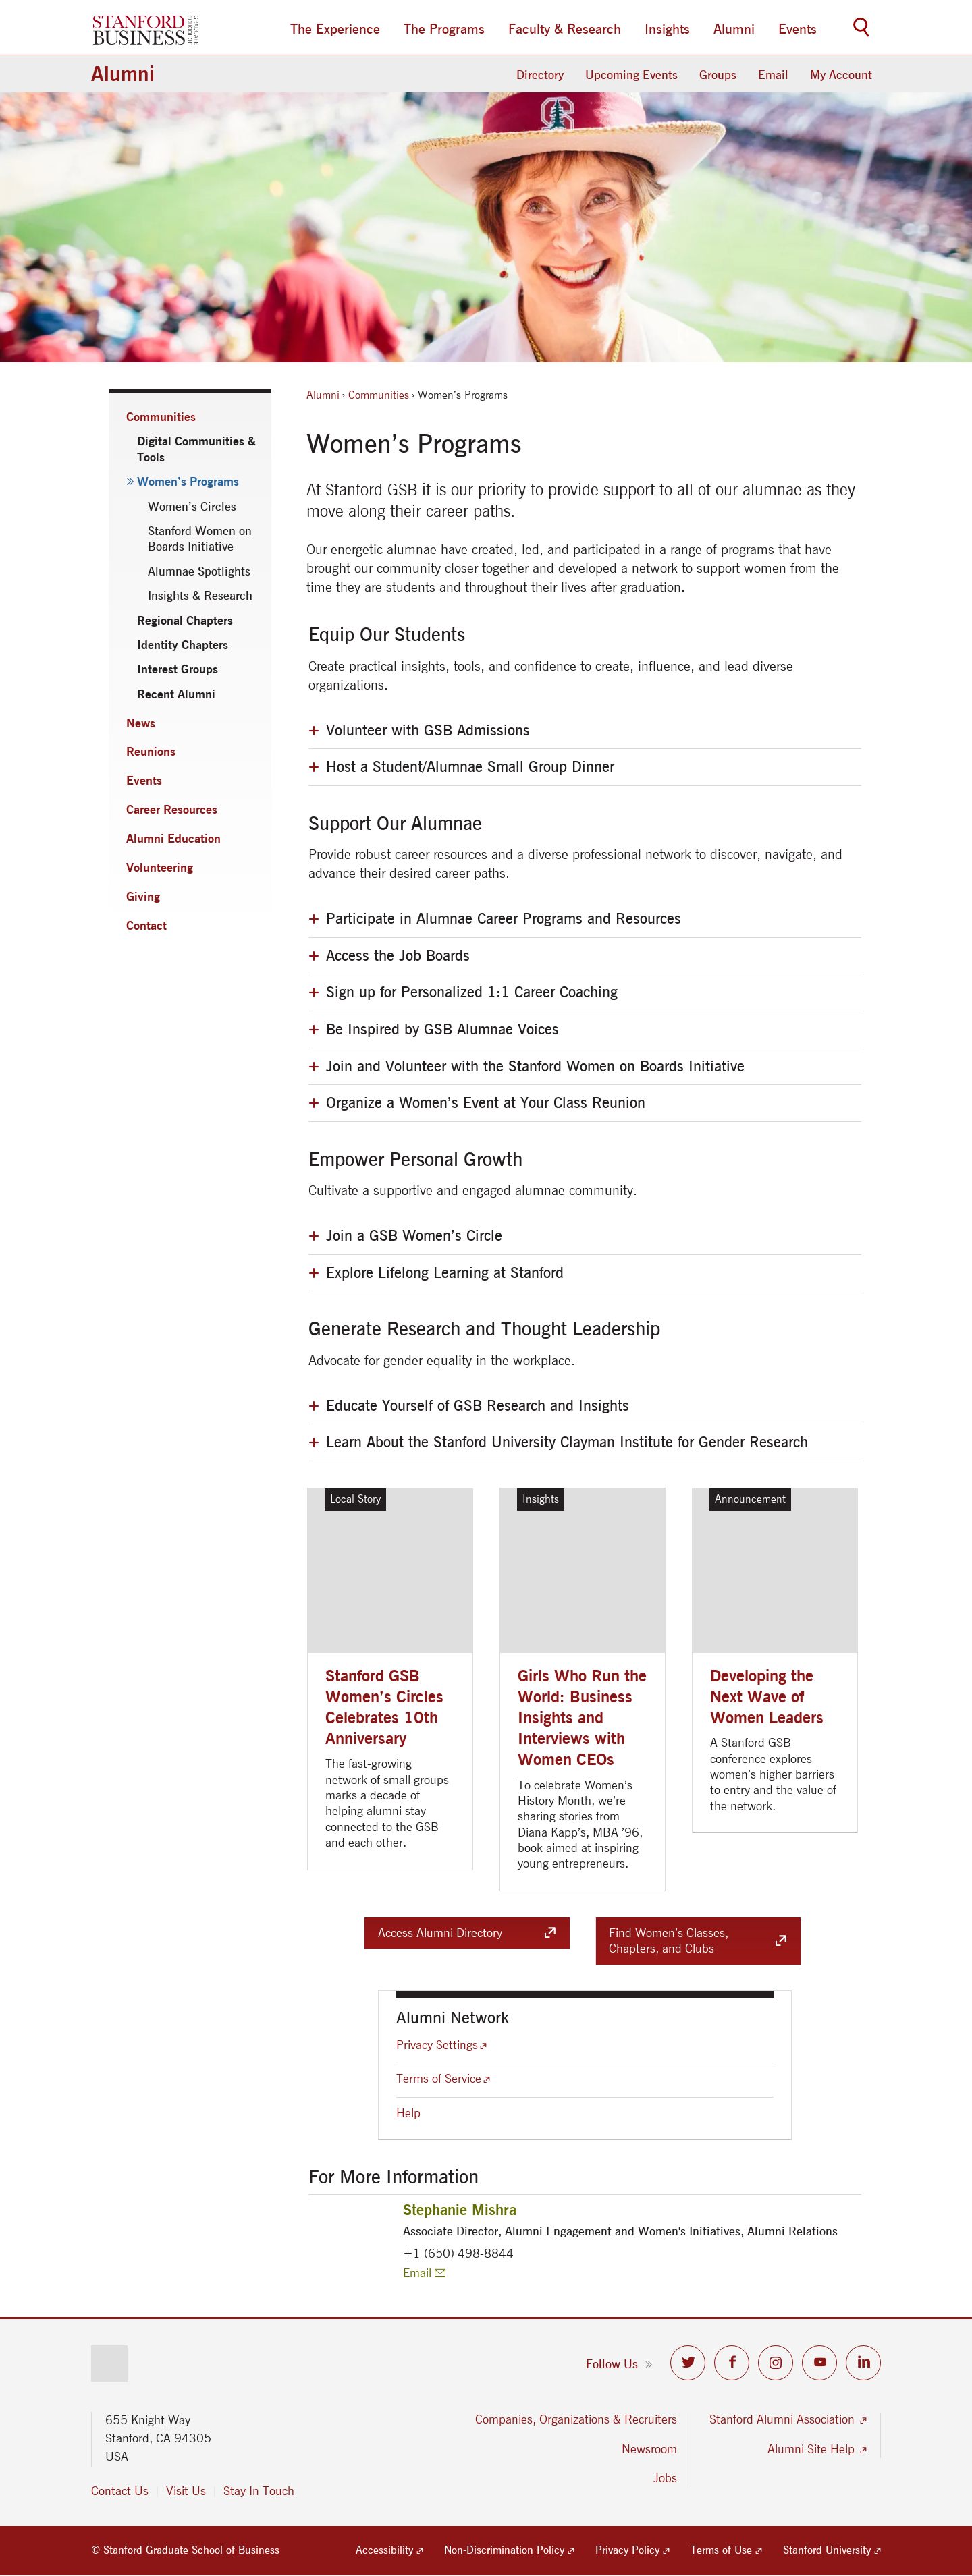 STANFORD
BUSINESS
GRADUATE
SCHOOL OF
The Experience The Programs Faculty & Research Insights Alumni Events
Alumni
Directory Upcoming Events Groups Email My Account
Communities
Digital Communities &
Tools
Women’s Programs
Women’s Circles
Stanford Women on
Boards Initiative
Alumnae Spotlights
Insights & Research
Regional Chapters
Identity Chapters
Interest Groups
Recent Alumni
News
Reunions
Events
Career Resources
Alumni Education
Volunteering
Giving
Contact
Alumni › Communities › Women’s Programs
Women’s Programs
At Stanford GSB it is our priority to provide support to all of our alumnae as they
move along their career paths.
Our energetic alumnae have created, led, and participated in a range of programs that have
brought our community closer together and developed a network to support women from the
time they are students and throughout their lives after graduation.
Equip Our Students
Create practical insights, tools, and confidence to create, influence, and lead diverse
organizations.
+ Volunteer with GSB Admissions
+ Host a Student/Alumnae Small Group Dinner
Support Our Alumnae
Provide robust career resources and a diverse professional network to discover, navigate, and
advance their desired career paths.
+ Participate in Alumnae Career Programs and Resources
+ Access the Job Boards
+ Sign up for Personalized 1:1 Career Coaching
+ Be Inspired by GSB Alumnae Voices
+ Join and Volunteer with the Stanford Women on Boards Initiative
+ Organize a Women’s Event at Your Class Reunion
Empower Personal Growth
Cultivate a supportive and engaged alumnae community.
+ Join a GSB Women’s Circle
+ Explore Lifelong Learning at Stanford
Generate Research and Thought Leadership
Advocate for gender equality in the workplace.
+ Educate Yourself of GSB Research and Insights
+ Learn About the Stanford University Clayman Institute for Gender Research
Local Story
Stanford GSB
Women’s Circles
Celebrates 10th
Anniversary
The fast-growing
network of small groups
marks a decade of
helping alumni stay
connected to the GSB
and each other.
Insights
Girls Who Run the
World: Business
Insights and
Interviews with
Women CEOs
To celebrate Women’s
History Month, we’re
sharing stories from
Diana Kapp’s, MBA ’96,
book aimed at inspiring
young entrepreneurs.
Announcement
Developing the
Next Wave of
Women Leaders
A Stanford GSB
conference explores
women’s higher barriers
to entry and the value of
the network.
Access Alumni Directory
Find Women’s Classes,
Chapters, and Clubs
Alumni Network
Privacy Settings
Terms of Service
Help
For More Information
Stephanie Mishra
Associate Director, Alumni Engagement and Women's Initiatives, Alumni Relations
+1 (650) 498-8844
Email
Follow Us
655 Knight Way
Stanford, CA 94305
USA
Contact Us Visit Us Stay In Touch
Companies, Organizations & Recruiters
Newsroom
Jobs
Stanford Alumni Association
Alumni Site Help
© Stanford Graduate School of Business
Accessibility Non-Discrimination Policy Privacy Policy Terms of Use Stanford University